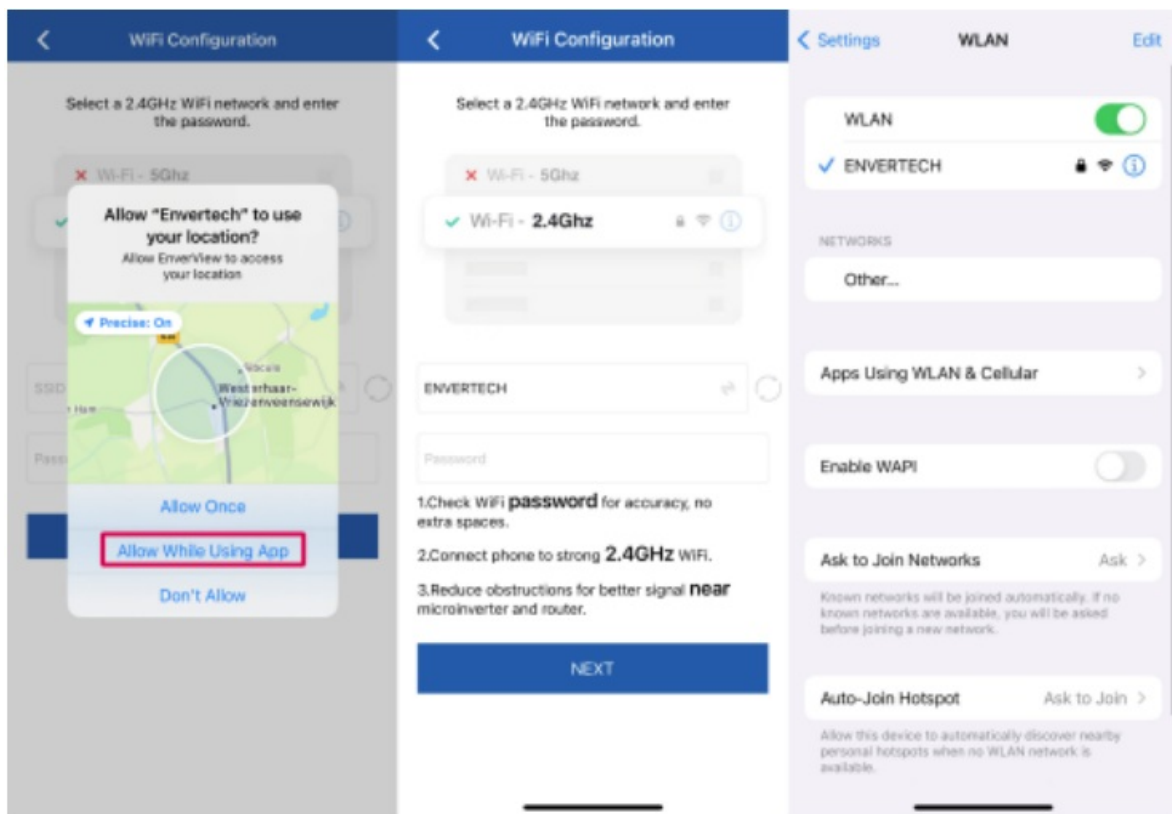 WiFi Configuration
Select a 2.4GHz WiFi network and enter
the password.
Wi-Fi - 5Ghz
Allow "Envertech" to use
your location?
Allow EnverView to access
your location
Precise: On
Sibculo
Westerhaar-
Vriezenveensewijk
Ham
SSID
Pass
Allow Once
Allow While Using App
Don't Allow
WiFi Configuration
Select a 2.4GHz WiFi network and enter
the password.
Wi-Fi - 5Ghz
Wi-Fi - 2.4Ghz
ENVERTECH
Password
1.Check WiFi password for accuracy, no
extra spaces.
2.Connect phone to strong 2.4GHz WiFi.
3.Reduce obstructions for better signal near
microinverter and router.
NEXT
Settings
WLAN
Edit
WLAN
ENVERTECH
NETWORKS
Other...
Apps Using WLAN & Cellular
Enable WAPI
Ask to Join Networks
Ask
Known networks will be joined automatically. If no
known networks are available, you will be asked
before joining a new network.
Auto-Join Hotspot
Ask to Join
Allow this device to automatically discover nearby
personal hotspots when no WLAN network is
available.